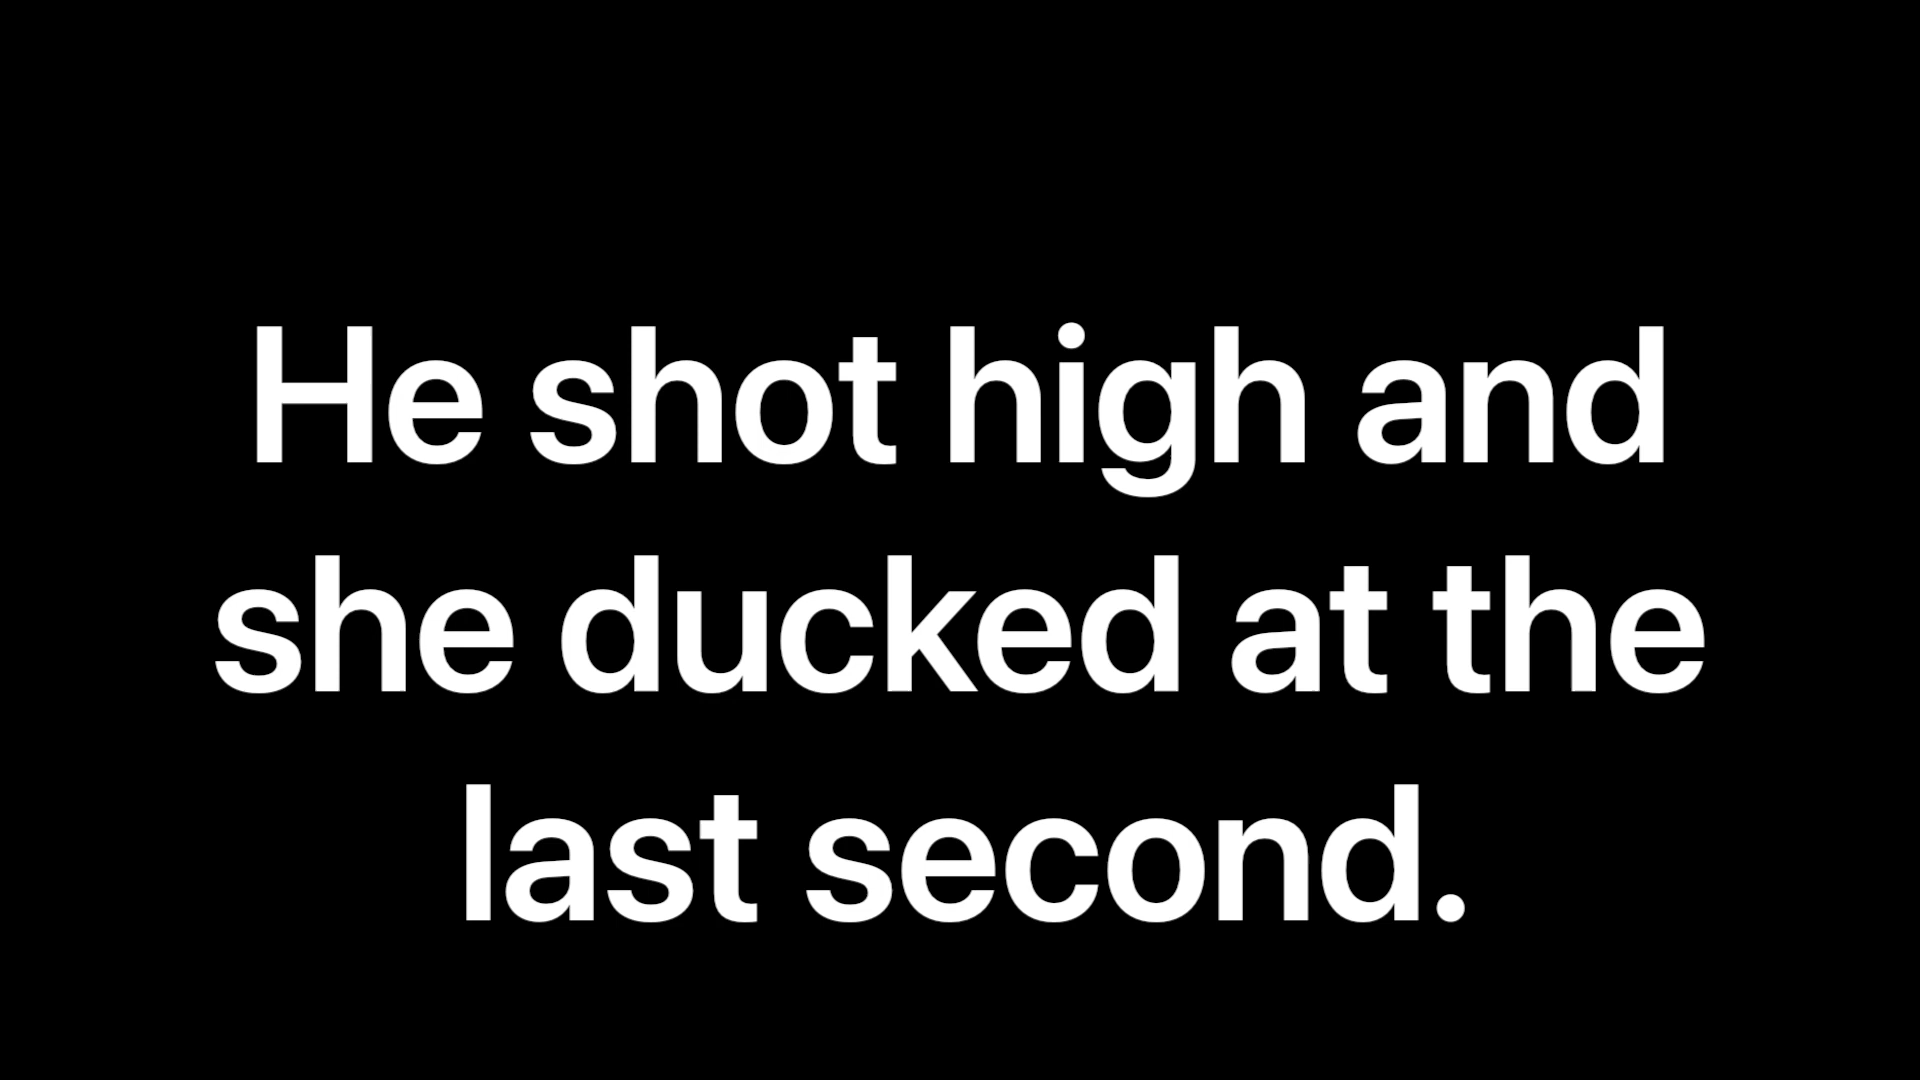 He shot high and
she ducked at the
last second.